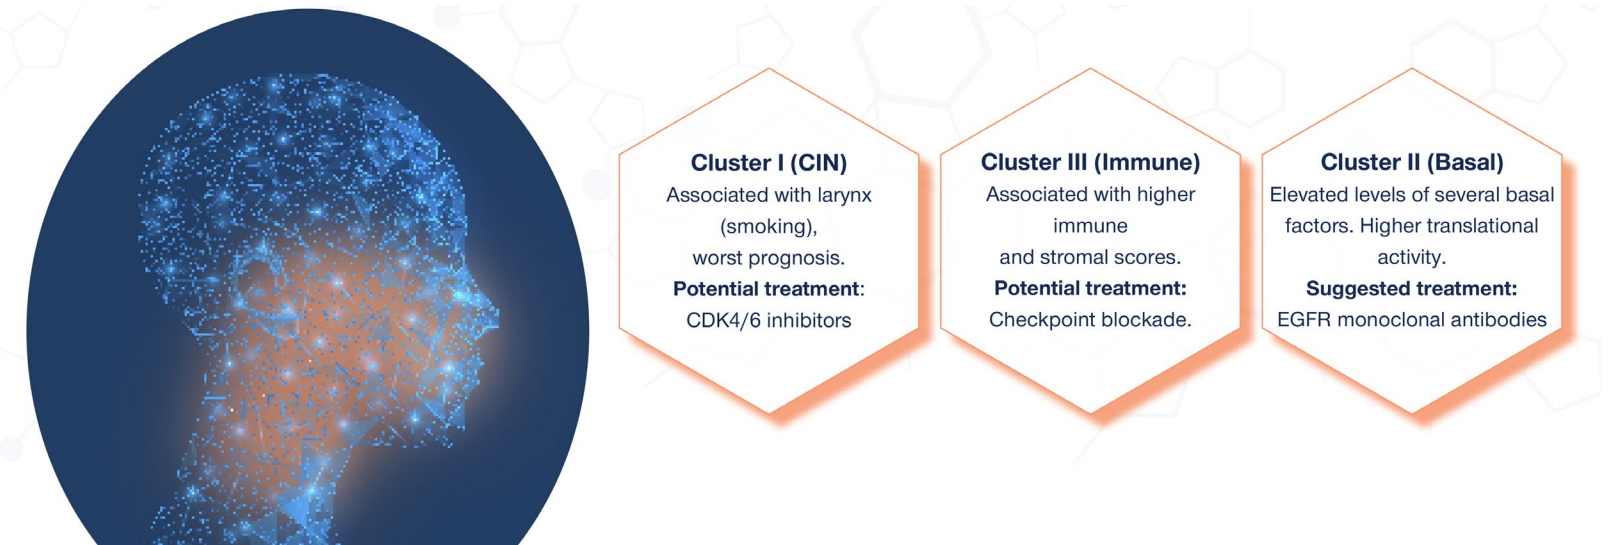 Cluster I (CIN)
Associated with larynx
(smoking),
worst prognosis.
Potential treatment:
CDK4/6 inhibitors
Cluster III (Immune)
Associated with higher
immune
and stromal scores.
Potential treatment:
Checkpoint blockade.
Cluster II (Basal)
Elevated levels of several basal
factors. Higher translational
activity.
Suggested treatment:
EGFR monoclonal antibodies